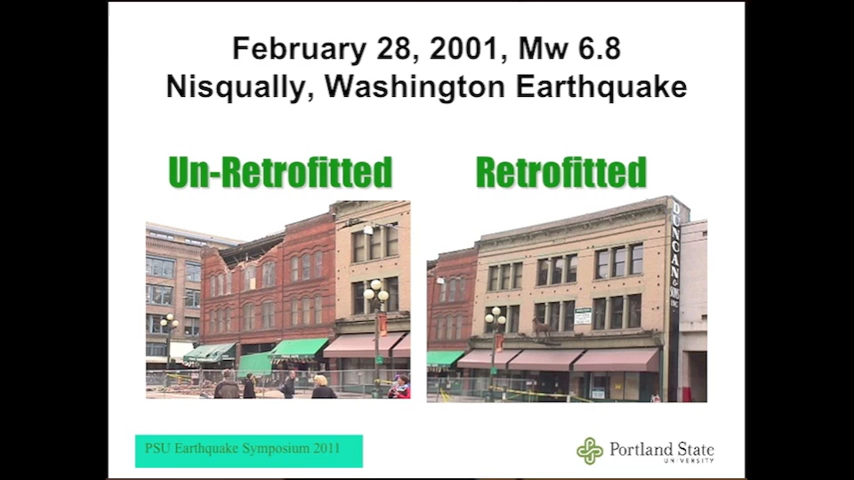 February 28, 2001, Mw 6.8
Nisqually, Washington Earthquake
Un-Retrofitted
Retrofitted
DUNCAN &
PSU Earthquake Symposium 2011
Portland State
UNIVERSITY